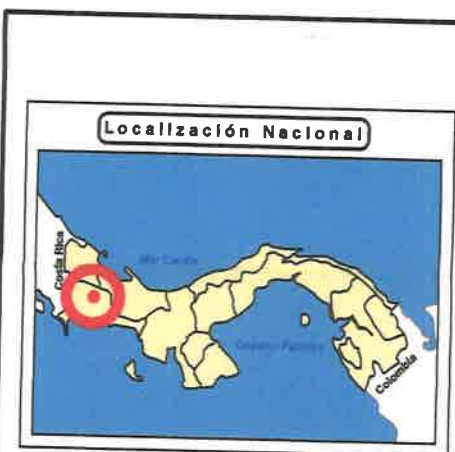 Localización Nacional
Costa Rica
Mar Caribe
Océano Pacífico
Colombia